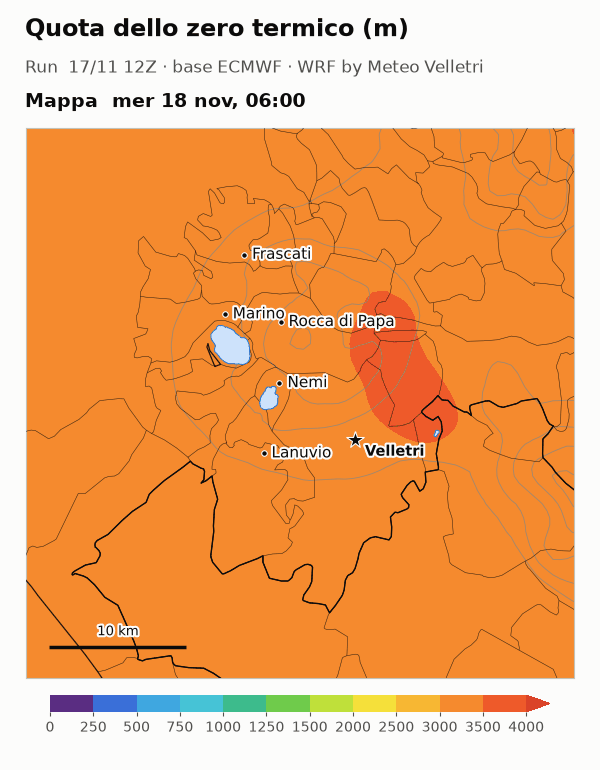 Quota dello zero termico (m)
Run  17/11 12Z · base ECMWF · WRF by Meteo Velletri
Mappa  mer 18 nov, 06:00
Frascati
Marino
Rocca di Papa
Nemi
Velletri
Lanuvio
10 km
0 250 500 750 1000 1250 1500 2000 2500 3000 3500 4000